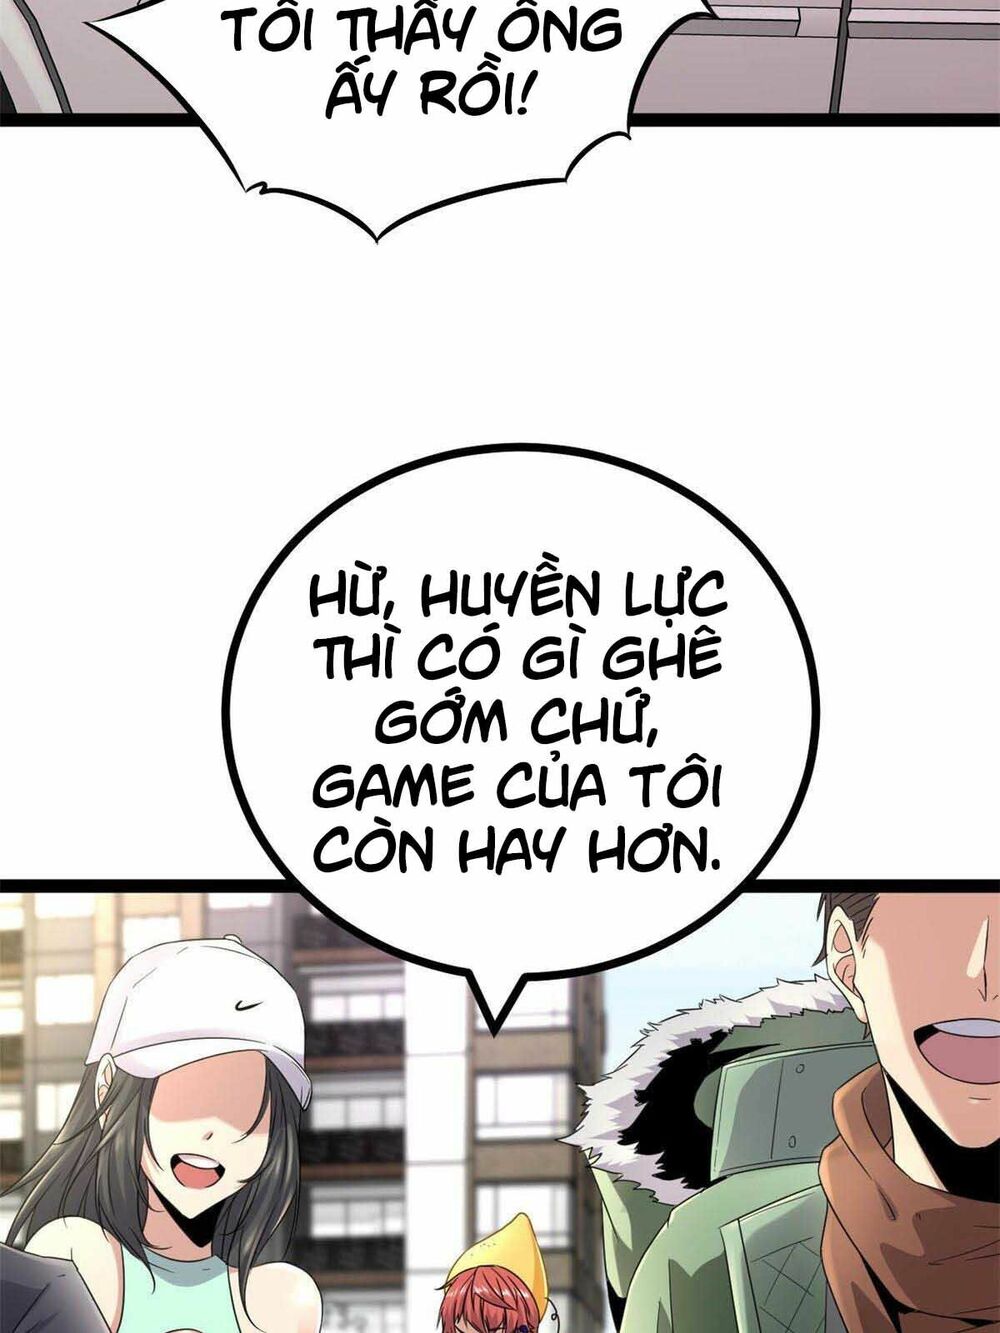 TÔI THẤY ÔNG
ẤY RỒI!
HỪ, HUYỀN LỰC
THÌ CÓ GÌ GHÊ
GỚM CHỨ,
GAME CỦA TÔI
CÒN HAY HƠN.